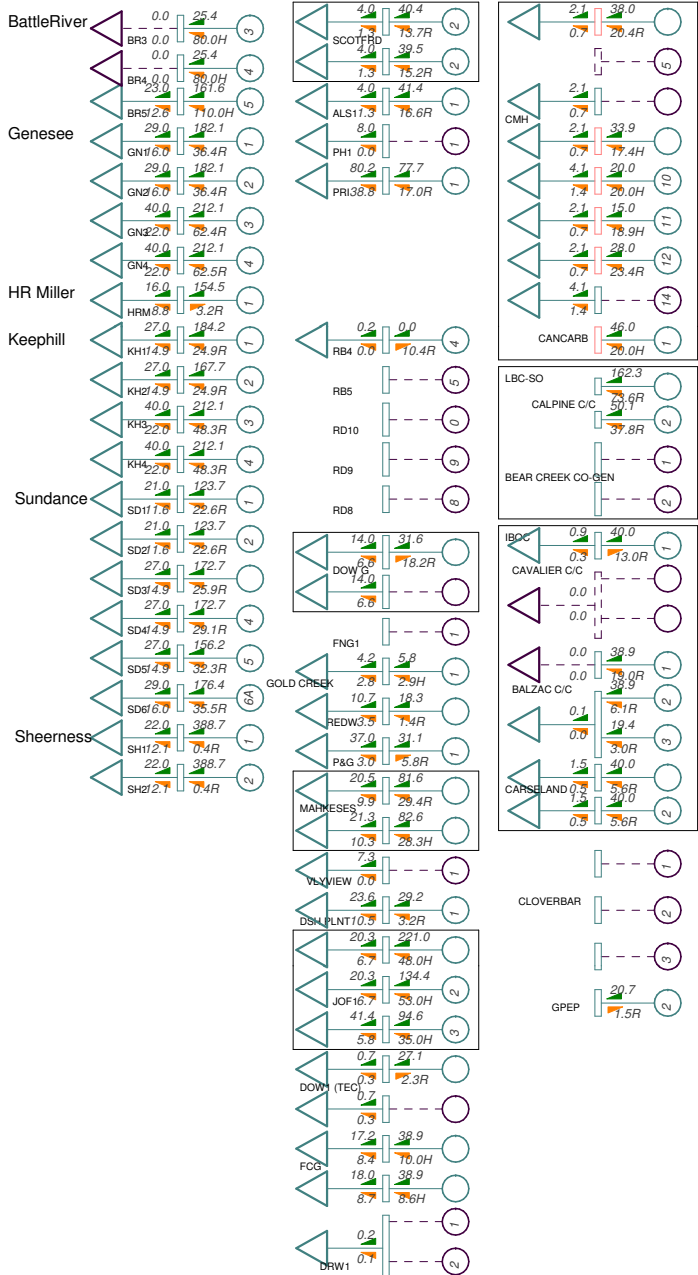 BattleRiver
0.0 25.4
BR3 0.0 80.0H 3
0.0 25.4
BR4 0.0 80.0H 4
23.0 161.6
BR5 12.6 110.0H 5
Genesee
29.0 182.1
GN1 16.0 36.4R 1
29.0 182.1
GN2 16.0 36.4R 2
40.0 212.1
GN3 22.0 62.4R 3
40.0 212.1
GN4 22.0 62.5R 4
HR Miller
16.0 154.5
HRM 8.8 3.2R 1
Keephill
27.0 184.2
KH1 14.9 24.9R 1
27.0 167.7
KH2 14.9 24.9R 2
40.0 212.1
KH3 22.0 48.3R 3
40.0 212.1
KH4 22.0 48.3R 4
Sundance
21.0 123.7
SD1 11.6 22.6R 1
21.0 123.7
SD2 11.6 22.6R 2
27.0 172.7
SD3 14.9 25.9R
27.0 172.7
SD4 14.9 29.1R 4
27.0 156.2
SD5 14.9 32.3R 5
29.0 176.4
SD6 16.0 35.5R 6A
Sheerness
22.0 388.7
SH1 12.1 0.4R 1
22.0 388.7
SH2 12.1 0.4R 2
4.0 40.4
1.3 13.7R 2
SCOTFRD
4.0 39.5
1.3 15.2R 2
4.0 41.4
ALS1 1.3 16.6R 1
8.0
PH1 0.0 1
80.2 77.7
PRI 38.8 17.0R 1
0.2 0.0
RB4 0.0 10.4R 4
RB5 5
RD10 0
RD9 9
RD8 8
14.0 31.6
DOW G 6.6 18.2R
14.0
6.6
FNG1 1
4.2 5.8
GOLD CREEK 2.8 2.9H 1
10.7 18.3
REDW 3.5 1.4R
37.0 31.1
P&G 3.0 5.8R 1
20.5 81.6
MAHKESES 9.9 29.4R
21.3 82.6
10.3 28.3H
7.3
VLYVIEW 0.0 1
23.6 29.2
DSH PLNT 10.5 3.2R 1
20.3 221.0
6.7 48.0H
20.3 134.4
JOF1 6.7 53.0H 2
41.4 94.6
5.8 35.0H 3
0.7 27.1
DOW1 (TEC) 0.3 2.3R
0.7
0.3
17.2 38.9
FCG 8.4 10.0H
18.0 38.9
8.7 8.6H
0.2 1
DRW1 0.1 2
2.1 38.0
0.7 20.4R
5
2.1
CMH 0.7
2.1 33.9
0.7 17.4H
4.1 20.0
1.4 20.0H 10
2.1 15.0
0.7 18.9H 11
2.1 28.0
0.7 23.4R 12
4.1
1.4 14
46.0
CANCARB 20.0H 1
LBC-SO 162.3
73.6R
CALPINE C/C 50.1
37.8R 2
1
BEAR CREEK CO-GEN
2
IBOC 0.9 40.0
0.3 13.0R 1
CAVALIER C/C
0.0
0.0
0.0 38.9
0.0 19.0R 1
BALZAC C/C 38.9
6.1R 2
0.1 19.4
0.0 3.0R 3
1.5 40.0
CARSELAND 0.5 5.6R
1.5 40.0
0.5 5.6R 2
1
CLOVERBAR 2
3
20.7
GPEP 1.5R 2